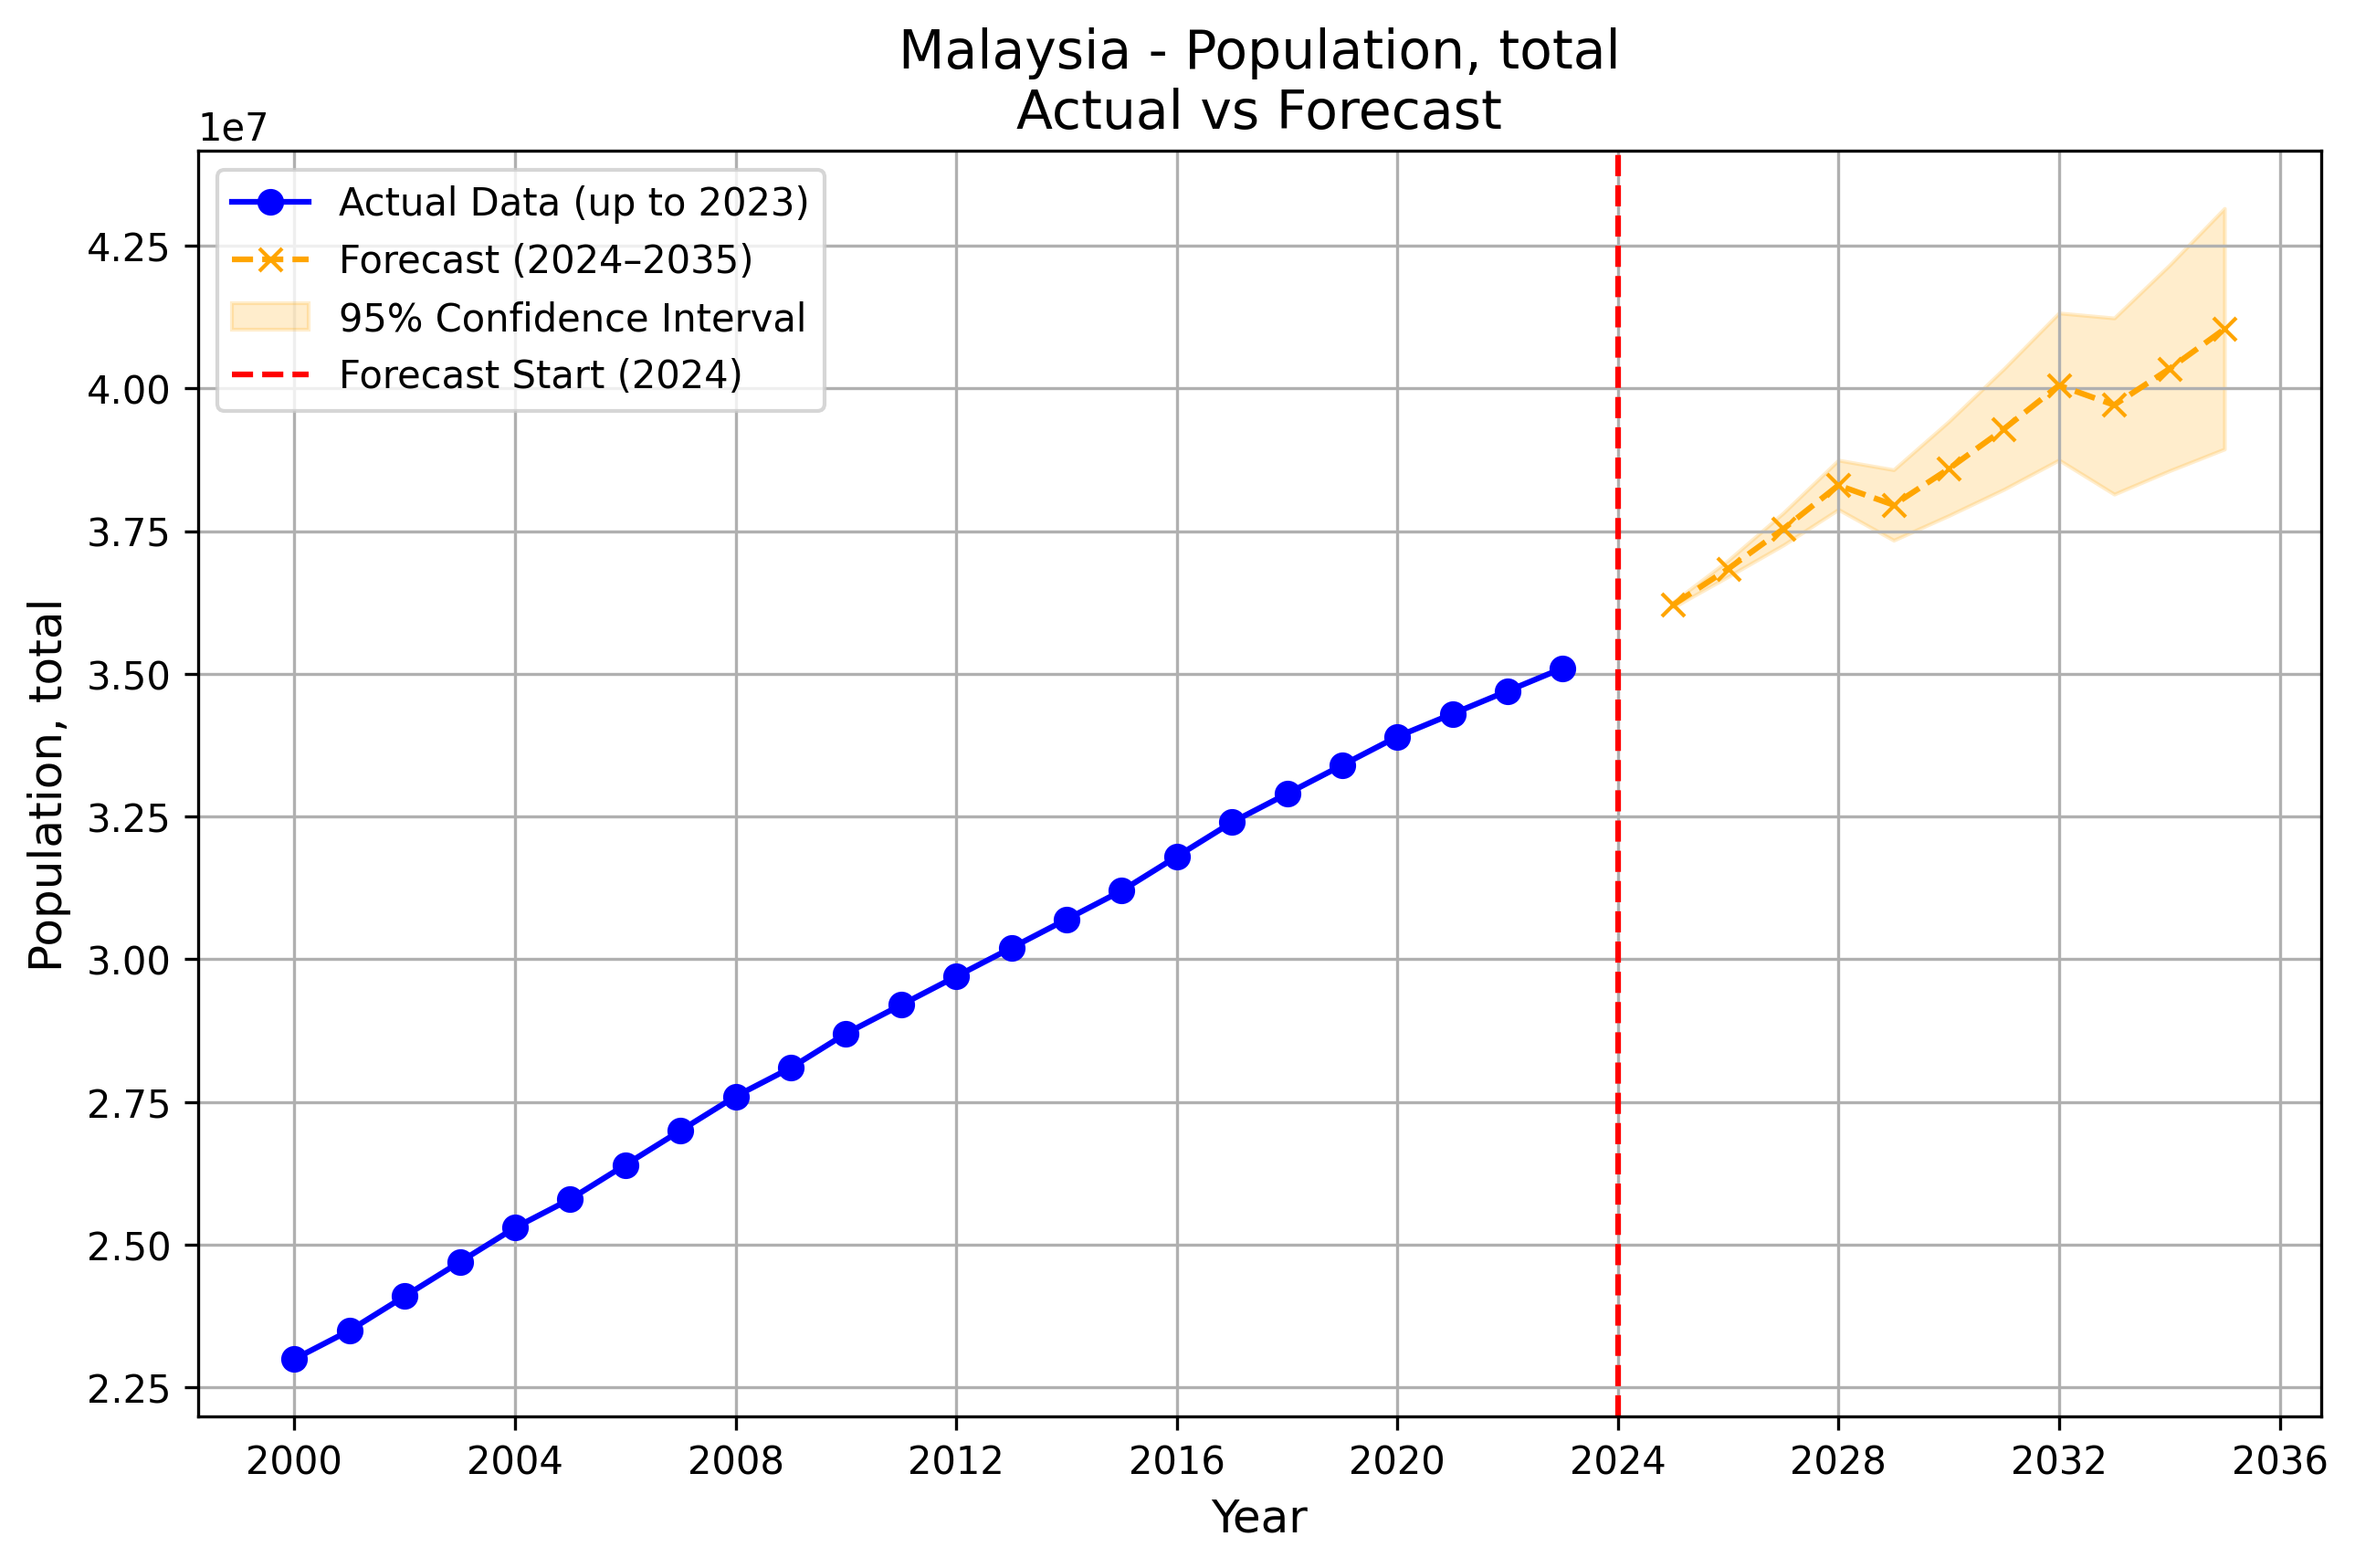 Malaysia - Population, total
Actual vs Forecast
1e7
Actual Data (up to 2023)
Forecast (2024–2035)
95% Confidence Interval
Forecast Start (2024)
4.25
4.00
3.75
3.50
3.25
3.00
2.75
2.50
2.25
Population, total
2000 2004 2008 2012 2016 2020 2024 2028 2032 2036
Year